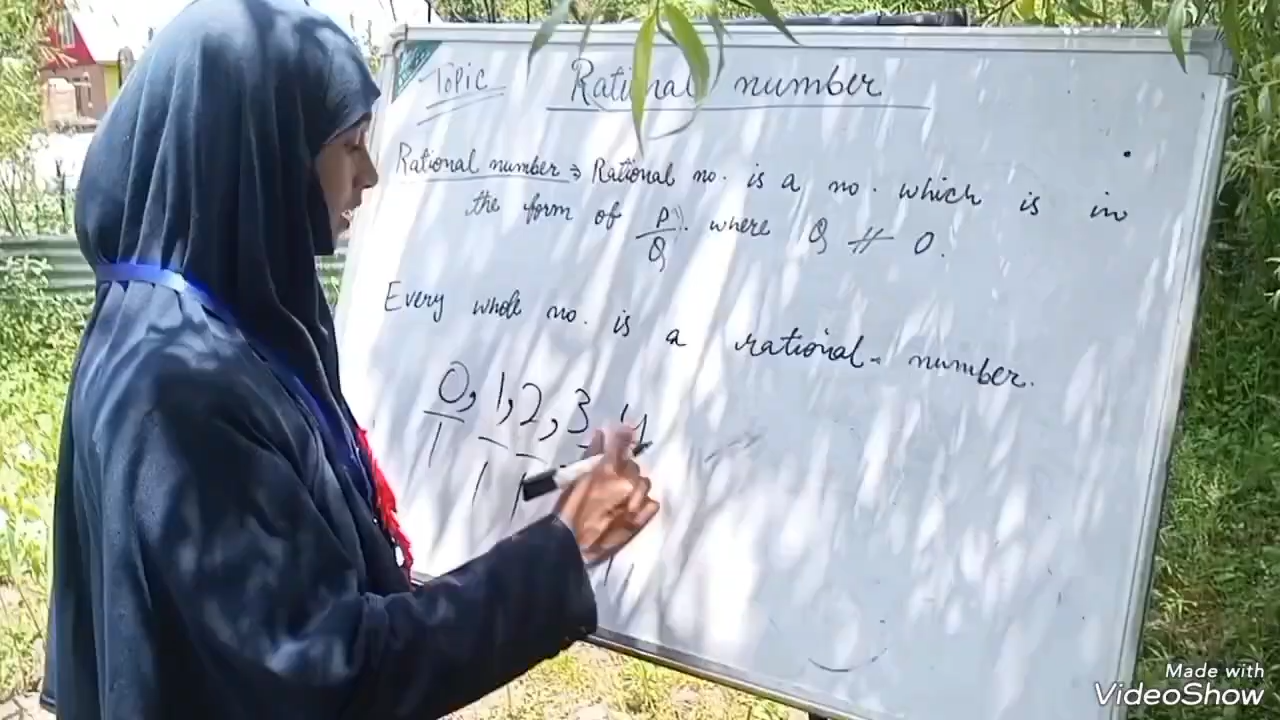 Topic Rational number
Rational number ⇒ Rational no. is a no. which is in
the form of P/Q where Q ≠ 0.
Every whole no. is a rational number.
0, 1, 2, 3, 4
1 1 1
Made with
VideoShow